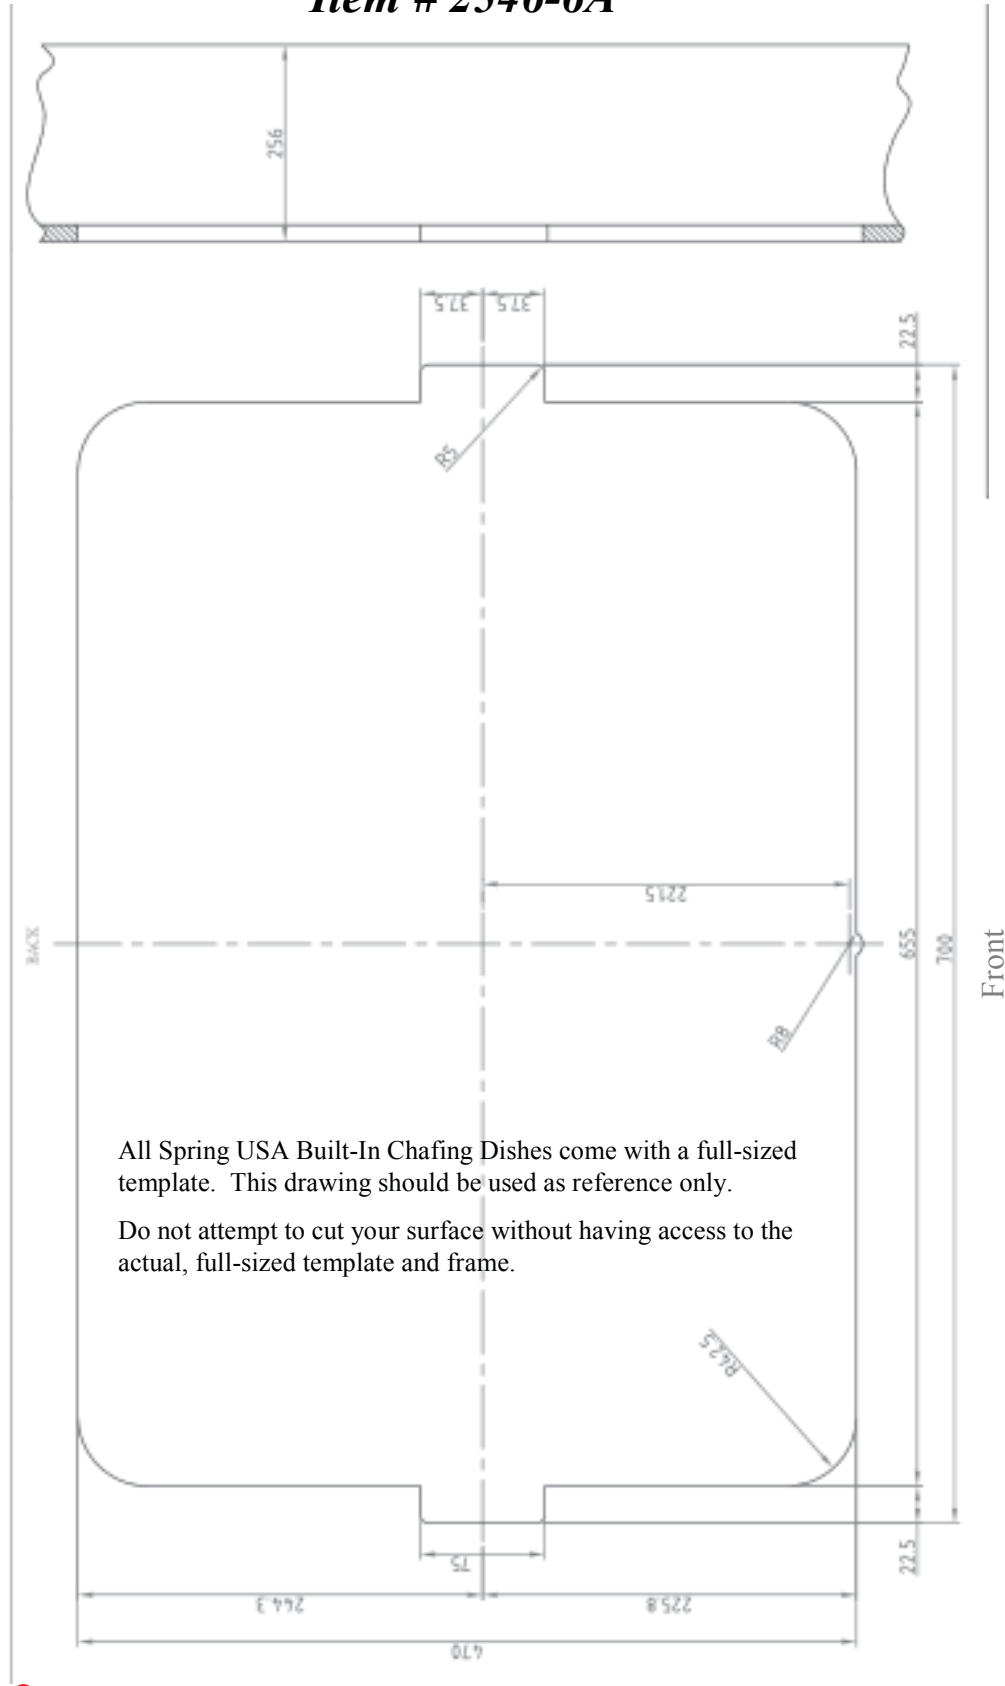 Item # 2546-6A
256
37.5
37.5
22.5
R5
221.5
BACK
655
700
Front
R8
All Spring USA Built-In Chafing Dishes come with a full-sized
template. This drawing should be used as reference only.
Do not attempt to cut your surface without having access to the
actual, full-sized template and frame.
R42.5
22.5
75
244.3
225.8
470